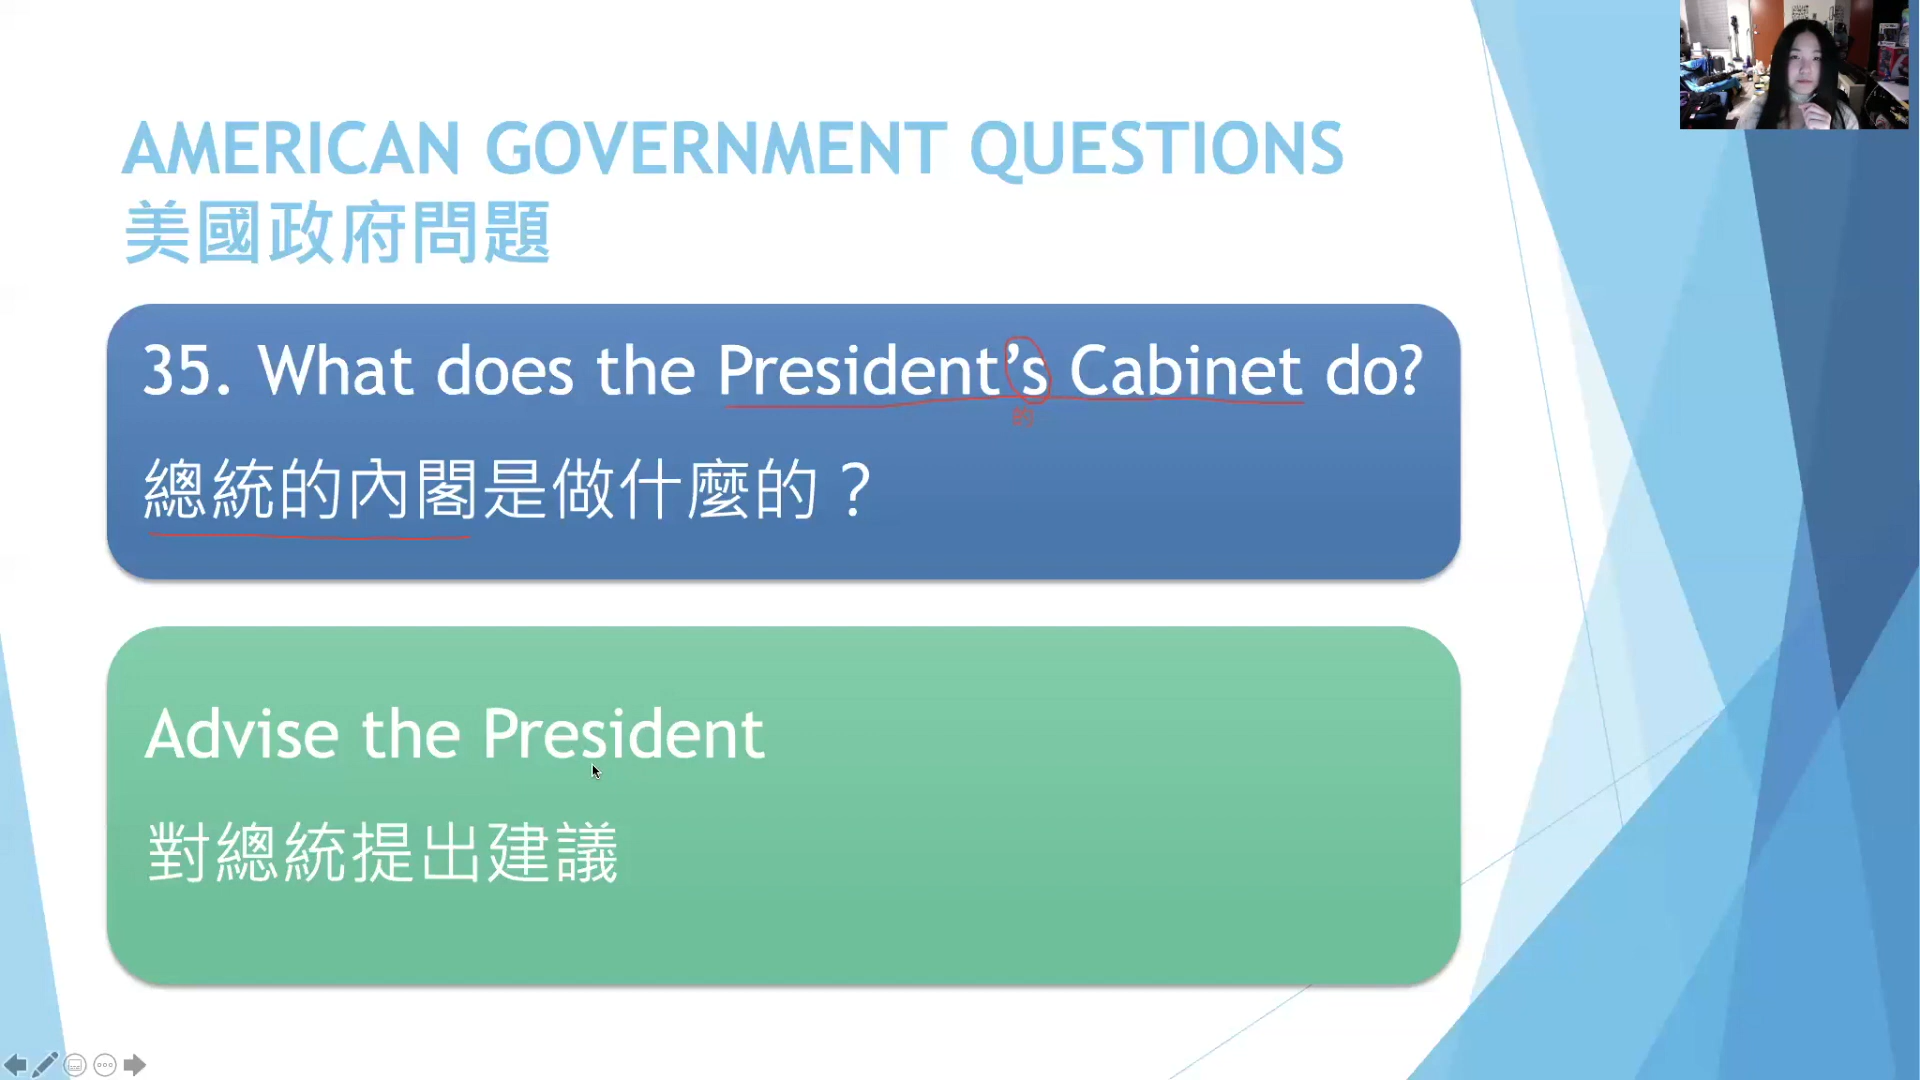 AMERICAN GOVERNMENT QUESTIONS
美國政府問題
35. What does the President’s Cabinet do?
的
總統的內閣是做什麼的？
Advise the President
對總統提出建議